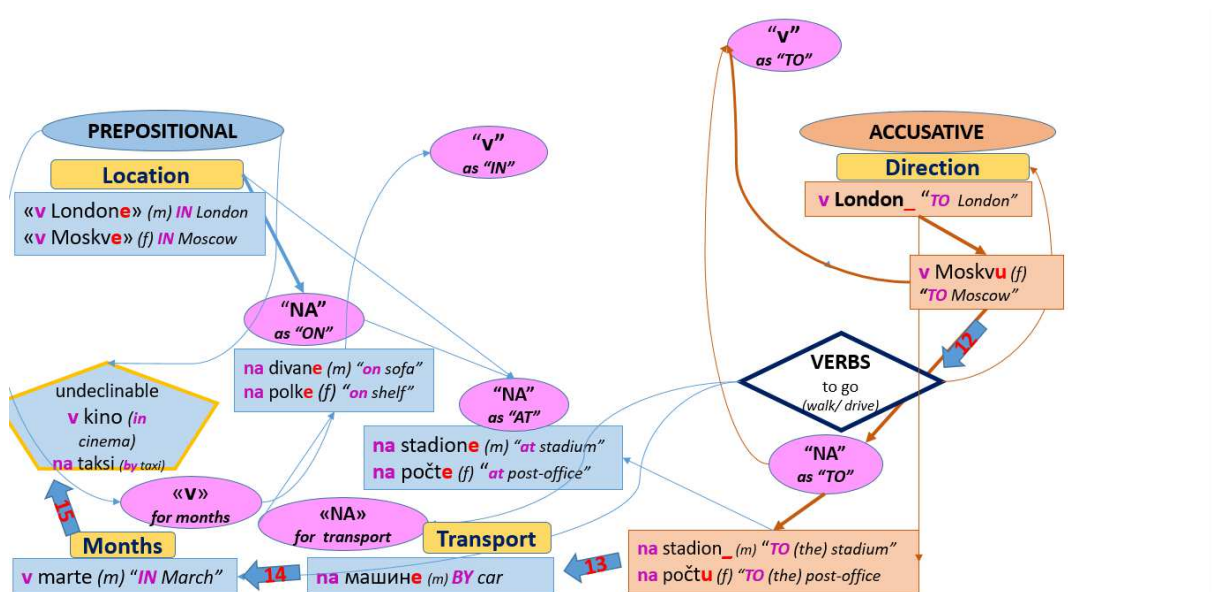 “v”
as “TO”
PREPOSITIONAL
“v”
as “IN”
ACCUSATIVE
Location
Direction
«v Londone» (m) IN London
«v Moskve» (f) IN Moscow
v London_ “TO London”
v Moskvu (f)
“TO Moscow”
“NA”
as “ON”
12
VERBS
to go
(walk/ drive)
na divane (m) “on sofa”
na polke (f) “on shelf”
undeclinable
v kino (in
cinema)
na taksi (by taxi)
“NA”
as “AT”
na stadione (m) “at stadium”
na počte (f) “at post-office”
“NA”
as “TO”
15
«v»
for months
«NA»
for transport
Months
Transport
na stadion_ (m) “TO (the) stadium”
na počtu (f) “TO (the) post-office
v marte (m) “IN March”
14
na машине (m) BY car
13